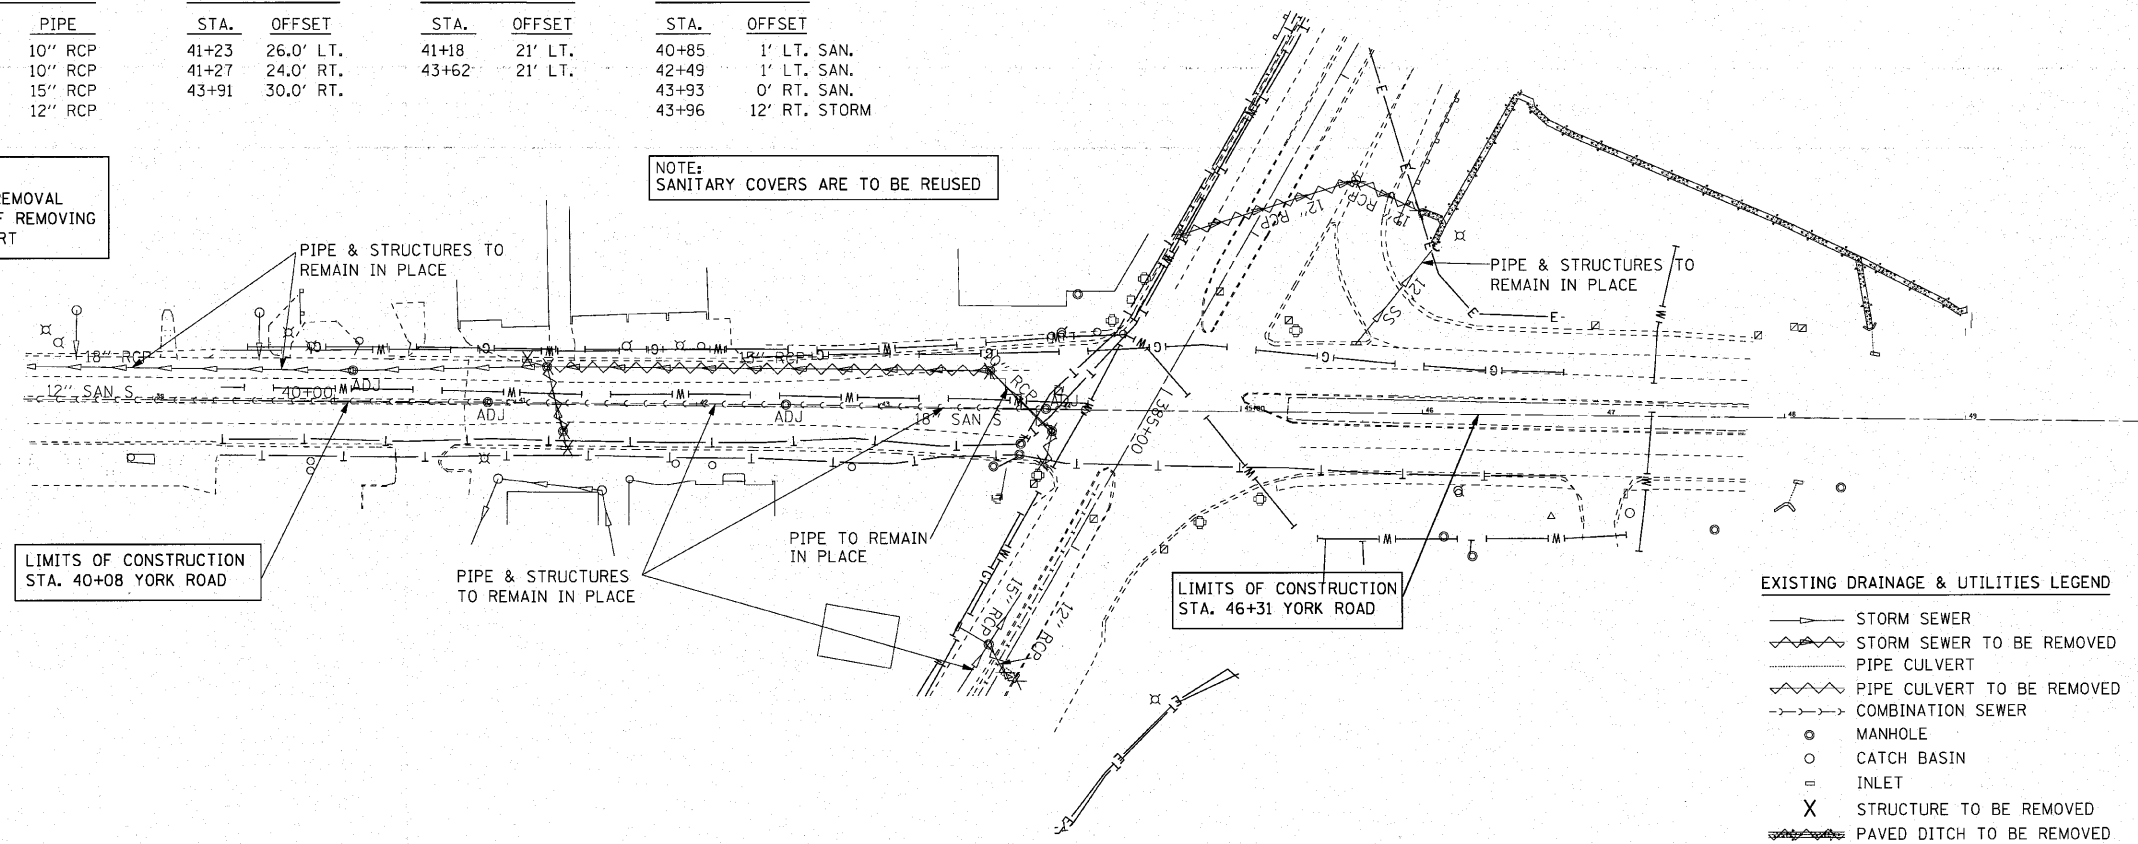 PIPE STA. OFFSET STA. OFFSET STA. OFFSET
10'' RCP 41+23 26.0' LT. 41+18 21' LT. 40+85 1' LT. SAN.
10'' RCP 41+27 24.0' RT. 43+62 21' LT. 42+49 1' LT. SAN.
15'' RCP 43+91 30.0' RT. 43+93 0' RT. SAN.
12'' RCP 43+96 12' RT. STORM
EMOVAL
REMOVING
RT
NOTE:
SANITARY COVERS ARE TO BE REUSED
PIPE & STRUCTURES TO
REMAIN IN PLACE
12'' RCP
RCP
PIPE & STRUCTURES TO
REMAIN IN PLACE
12''
SS
18'' RCP
15'' RCP
RCP
12'' SAN S
40+00
ADJ
ADJ
ADJ
ADJ
18'' SAN S
1385+00
46
47
48
49
LIMITS OF CONSTRUCTION
STA. 40+08 YORK ROAD
PIPE & STRUCTURES
TO REMAIN IN PLACE
PIPE TO REMAIN
IN PLACE
15'' RCP
12'' RCP
LIMITS OF CONSTRUCTION
STA. 46+31 YORK ROAD
EXISTING DRAINAGE & UTILITIES LEGEND
STORM SEWER
STORM SEWER TO BE REMOVED
PIPE CULVERT
PIPE CULVERT TO BE REMOVED
COMBINATION SEWER
MANHOLE
CATCH BASIN
INLET
STRUCTURE TO BE REMOVED
PAVED DITCH TO BE REMOVED